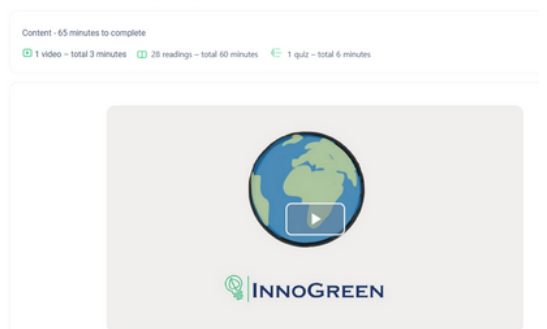 Content - 65 minutes to complete
1 video – total 3 minutes 28 readings – total 60 minutes 1 quiz – total 6 minutes
INNOGREEN